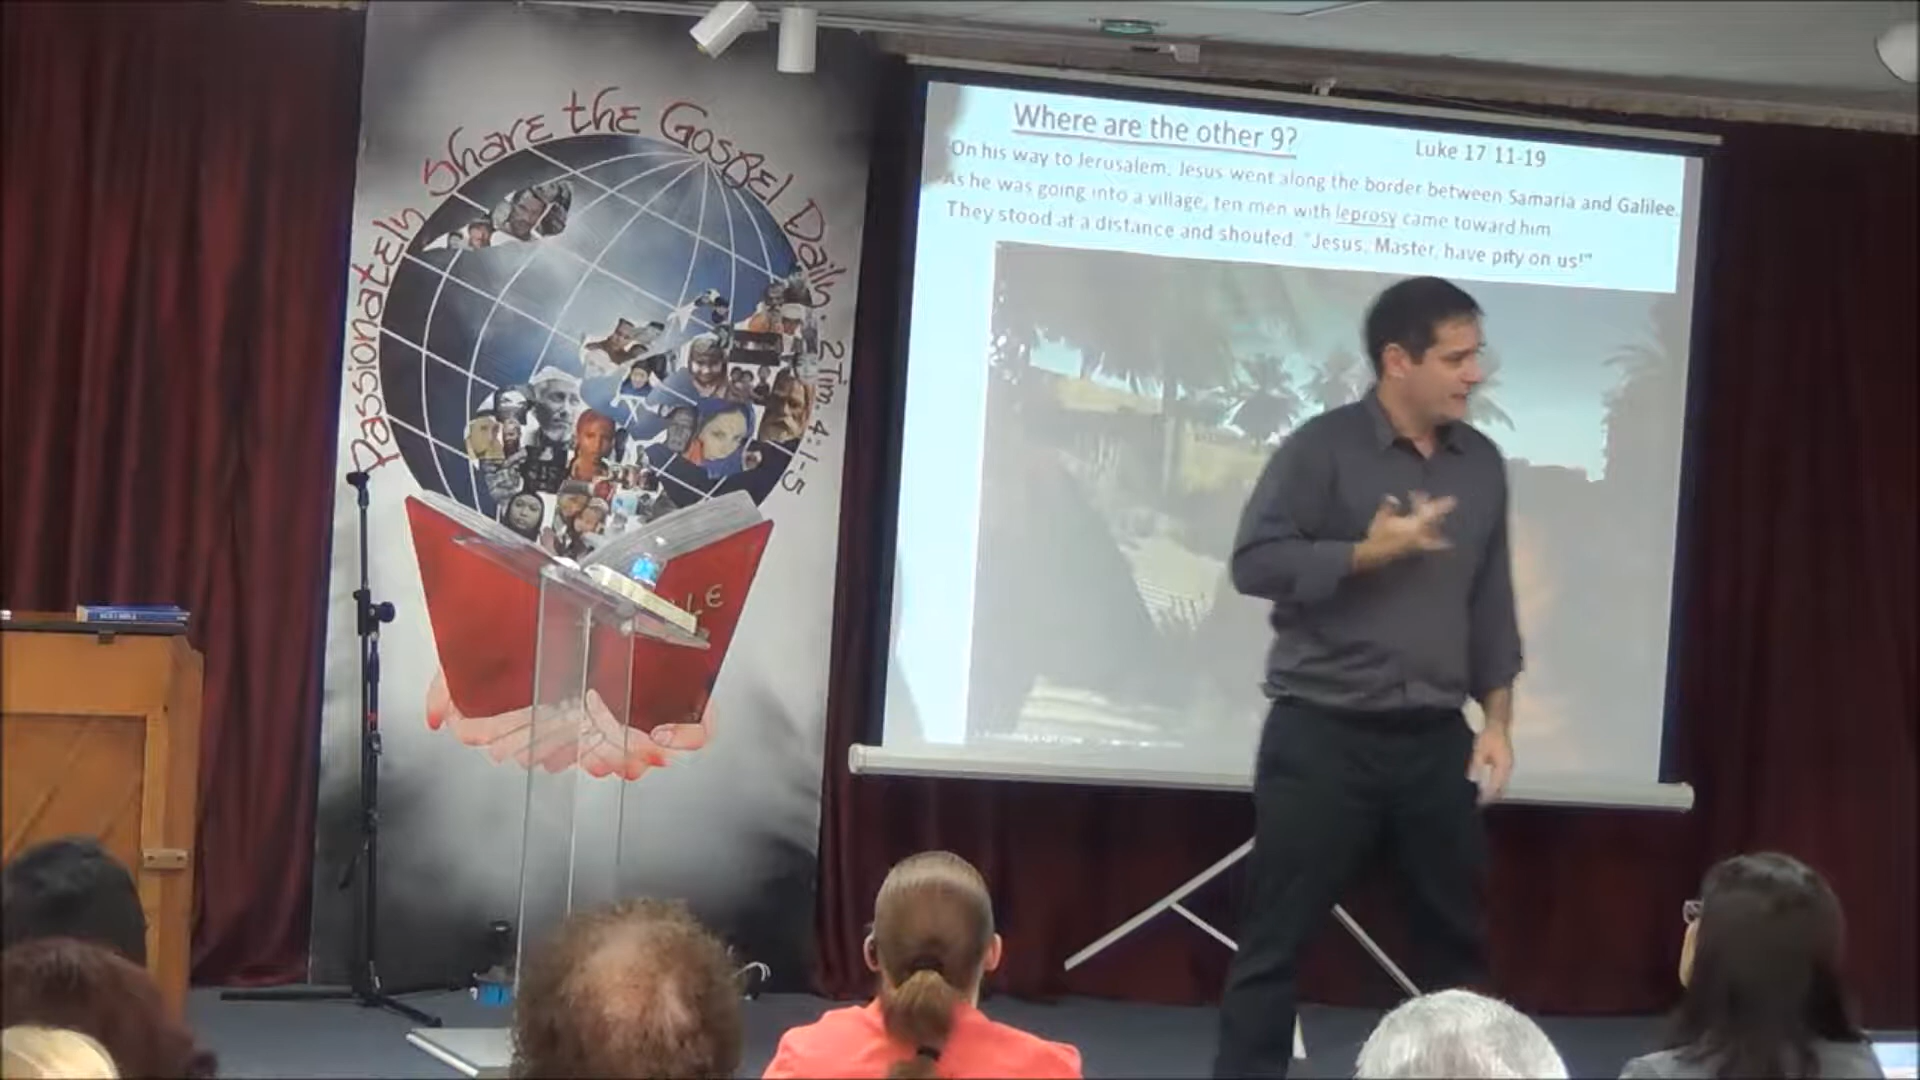 Passionately Share the Gospel Daily. 2 Tim. 4:1-5
Where are the other 9?
Luke 17 11-19
On his way to Jerusalem, Jesus went along the border between Samaria and Galilee.
As he was going into a village, ten men with leprosy came toward him
They stood at a distance and shouted, "Jesus, Master, have pity on us!"